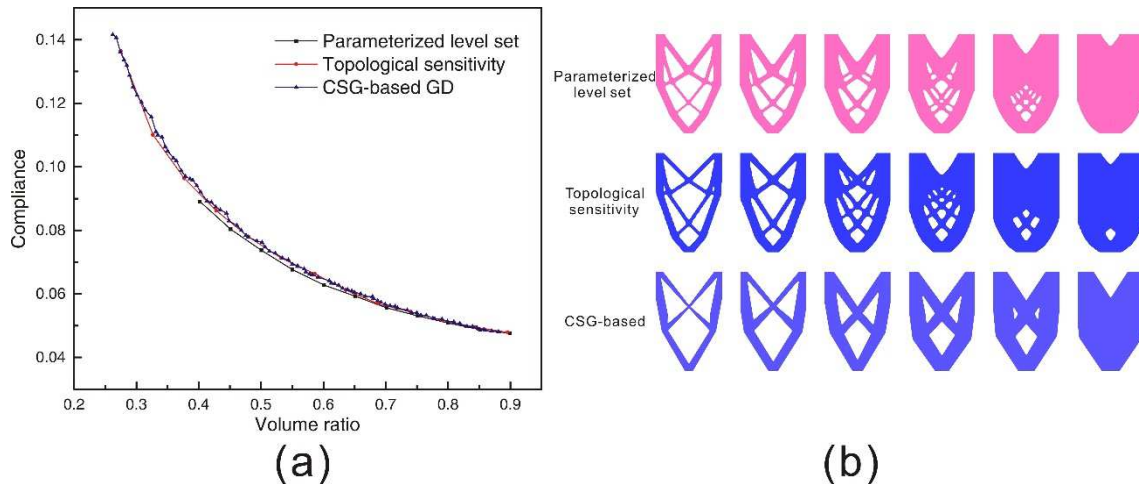 0.14
0.12
0.10
0.08
0.06
0.04
Compliance
Parameterized level set
Topological sensitivity
CSG-based GD
0.2 0.3 0.4 0.5 0.6 0.7 0.8 0.9
Volume ratio
(a)
Parameterized
level set
Topological
sensitivity
CSG-based
(b)